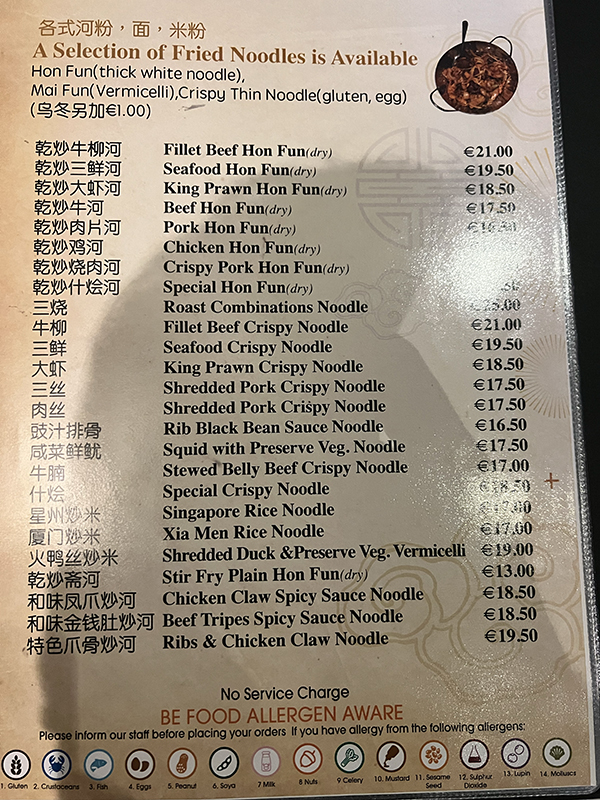 各式河粉，面，米粉
A Selection of Fried Noodles is Available
Hon Fun(thick white noodle),
Mai Fun(Vermicelli),Crispy Thin Noodle(gluten, egg)
(乌冬另加€1.00)
乾炒牛柳河 Fillet Beef Hon Fun(dry) €21.00
乾炒三鲜河 Seafood Hon Fun(dry) €19.50
乾炒大虾河 King Prawn Hon Fun(dry) €18.50
乾炒牛河 Beef Hon Fun(dry) €17.50
乾炒肉片河 Pork Hon Fun(dry)
乾炒鸡河 Chicken Hon Fun(dry)
乾炒烧肉河 Crispy Pork Hon Fun(dry)
乾炒什烩河 Special Hon Fun(dry)
三烧 Roast Combinations Noodle
牛柳 Fillet Beef Crispy Noodle €21.00
三鲜 Seafood Crispy Noodle €19.50
大虾 King Prawn Crispy Noodle €18.50
三丝 Shredded Pork Crispy Noodle €17.50
肉丝 Shredded Pork Crispy Noodle €17.50
豉汁排骨 Rib Black Bean Sauce Noodle €16.50
咸菜鲜鱿 Squid with Preserve Veg. Noodle €17.50
牛腩 Stewed Belly Beef Crispy Noodle €17.00
什烩 Special Crispy Noodle €18.50
星州炒米 Singapore Rice Noodle €17.00
厦门炒米 Xia Men Rice Noodle €17.00
火鸭丝炒米 Shredded Duck &Preserve Veg. Vermicelli €19.00
乾炒斋河 Stir Fry Plain Hon Fun(dry) €13.00
和味凤爪炒河 Chicken Claw Spicy Sauce Noodle €18.50
和味金钱肚炒河 Beef Tripes Spicy Sauce Noodle €18.50
特色爪骨炒河 Ribs & Chicken Claw Noodle €19.50
No Service Charge
BE FOOD ALLERGEN AWARE
Please inform our staff before placing your orders If you have allergy from the following allergens:
1. Gluten 2. Crustaceans 3. Fish 4. Eggs 5. Peanut 6. Soya 7 Milk 8 Nuts 9 Celery 10. Mustard 11. Sesame Seed 12. Sulphur Dioxide 13. Lupin 14. Molluscs